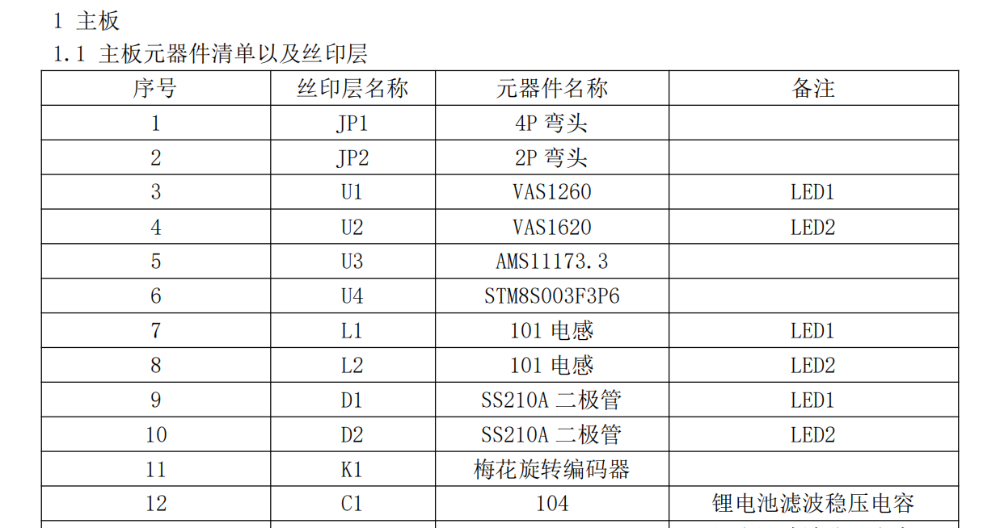 1 主板
1.1 主板元器件清单以及丝印层
序号 丝印层名称 元器件名称 备注
1 JP1 4P 弯头
2 JP2 2P 弯头
3 U1 VAS1260 LED1
4 U2 VAS1620 LED2
5 U3 AMS11173.3
6 U4 STM8S003F3P6
7 L1 101 电感 LED1
8 L2 101 电感 LED2
9 D1 SS210A 二极管 LED1
10 D2 SS210A 二极管 LED2
11 K1 梅花旋转编码器
12 C1 104 锂电池滤波稳压电容